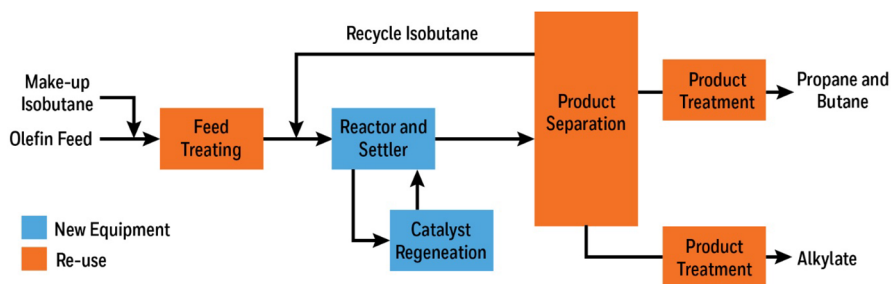 Recycle Isobutane
Make-up
Isobutane
Olefin Feed
Feed
Treating
Reactor and
Settler
Product
Separation
Product
Treatment
Propane and
Butane
Catalyst
Regeneation
New Equipment
Re-use
Product
Treatment
Alkylate